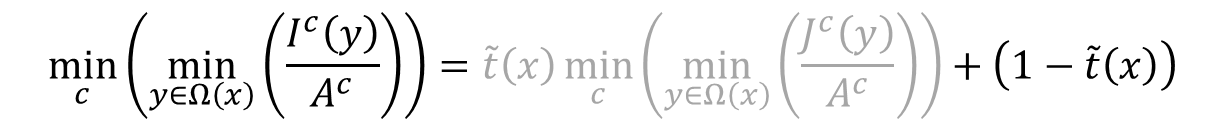 min_c ( min_{y∈Ω(x)} ( I^c(y) / A^c ) ) = t̃(x) min_c ( min_{y∈Ω(x)} ( J^c(y) / A^c ) ) + (1 − t̃(x))